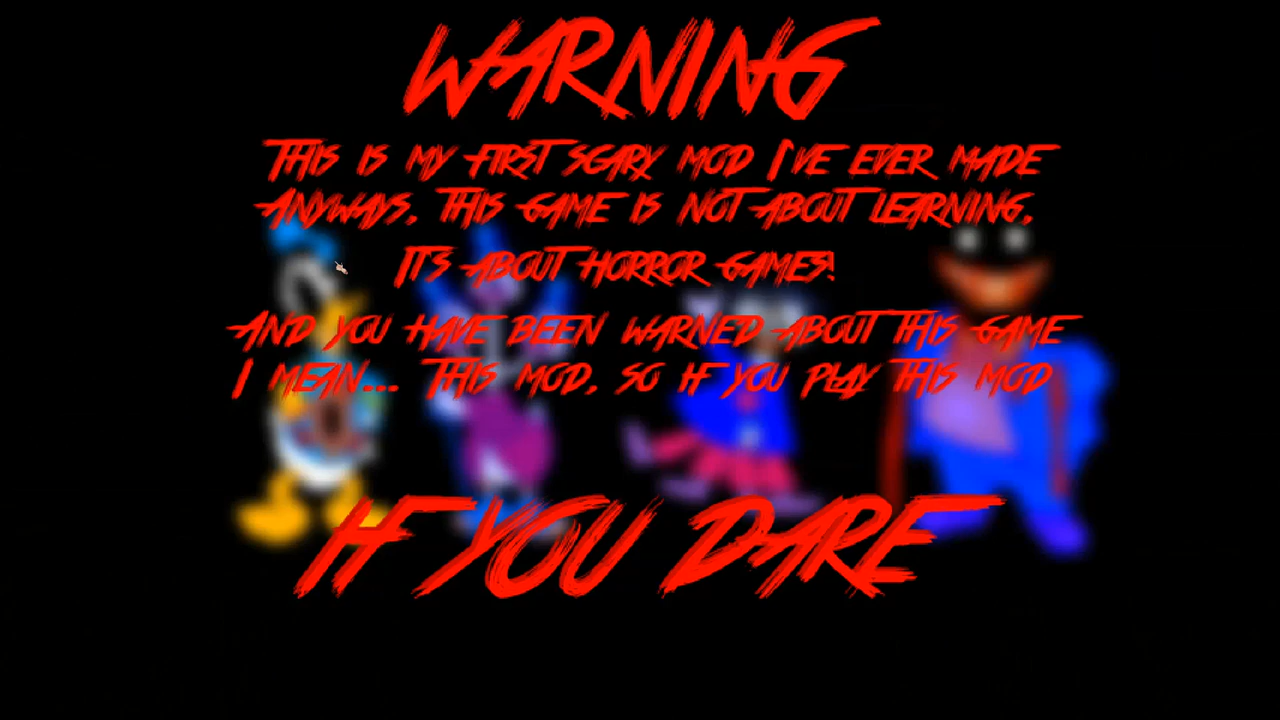 WARNING
THIS IS MY FIRST SCARY MOD I'VE EVER MADE
ANYWAYS, THIS GAME IS NOT ABOUT LEARNING,
IT'S ABOUT HORROR GAMES!
AND YOU HAVE BEEN WARNED ABOUT THIS GAME
I MEAN... THIS MOD, SO IF YOU PLAY THIS MOD
IF YOU DARE